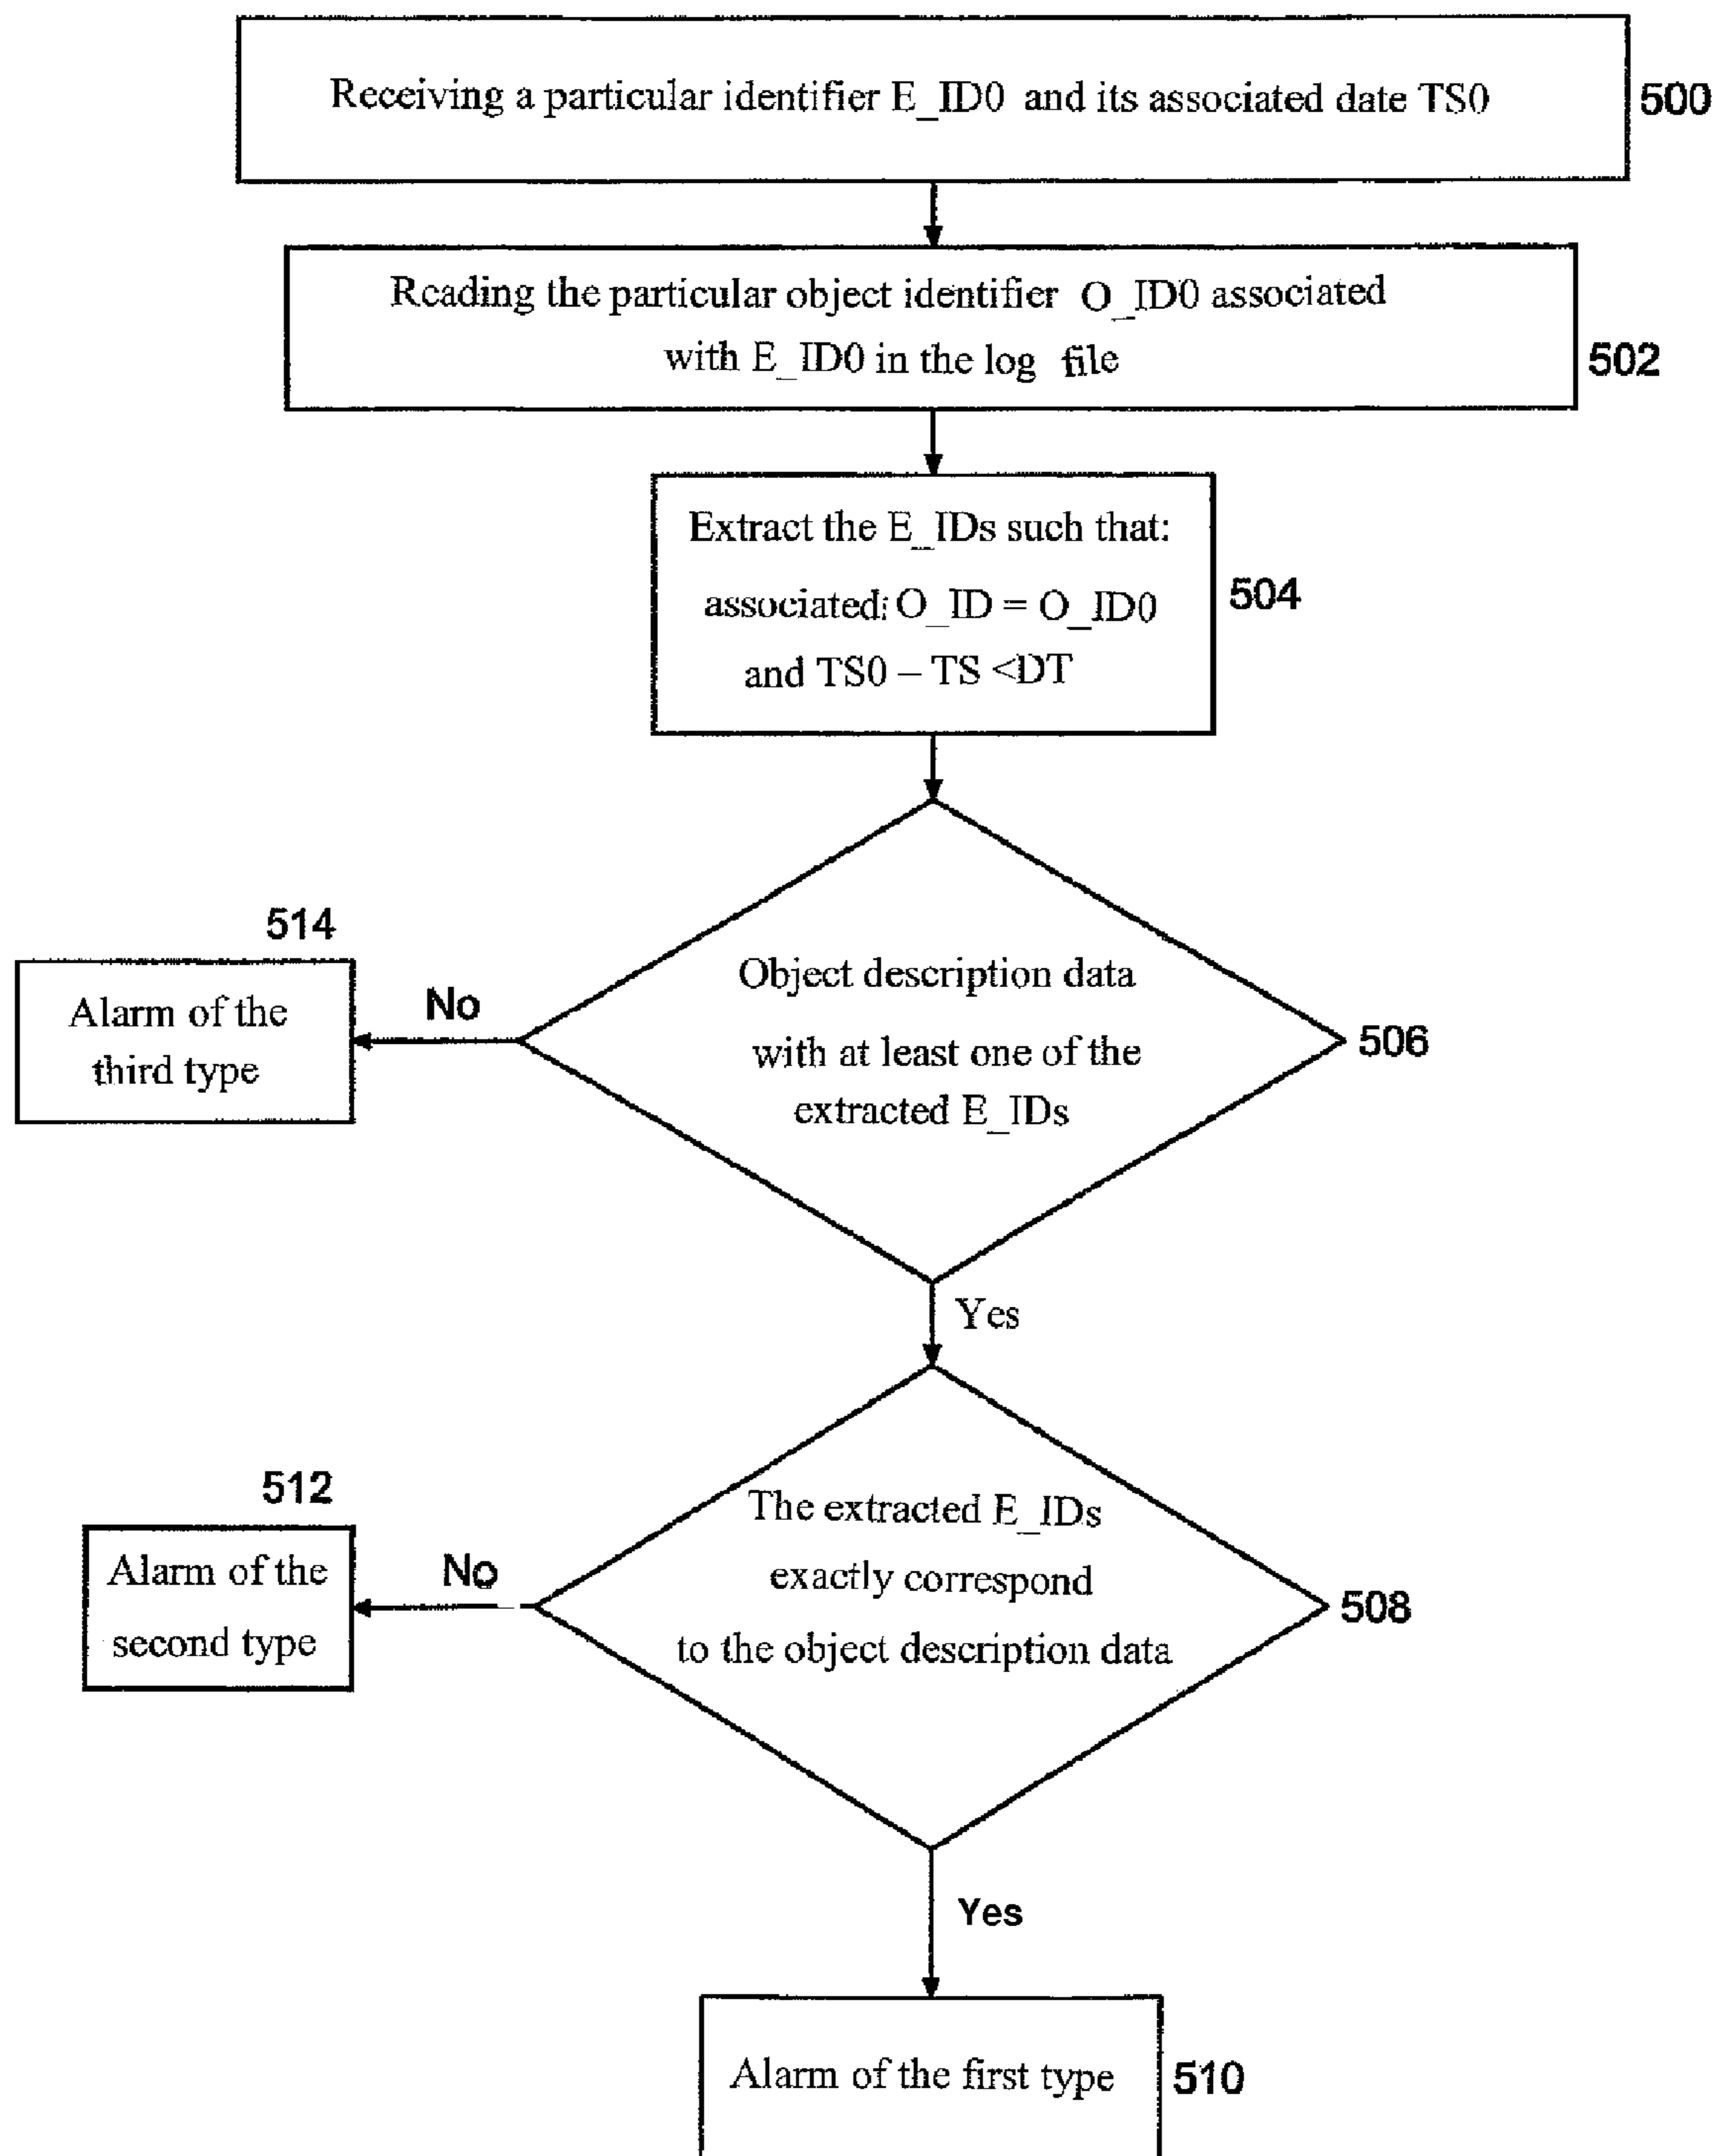 Receiving a particular identifier E_ID0 and its associated date TS0
500
Reading the particular object identifier O_ID0 associated
with E_ID0 in the log file
502
Extract the E_IDs such that:
associated: O_ID = O_ID0
and TS0 – TS <DT
504
Object description data
with at least one of the
extracted E_IDs
506
No
514
Alarm of the
third type
Yes
The extracted E_IDs
exactly correspond
to the object description data
508
No
512
Alarm of the
second type
Yes
Alarm of the first type
510